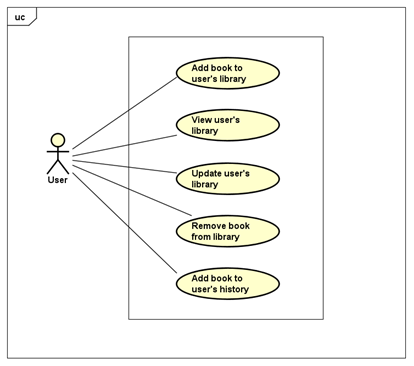 uc
Add book to
user's library
View user's
library
User
Update user's
library
Remove book
from library
Add book to
user's history